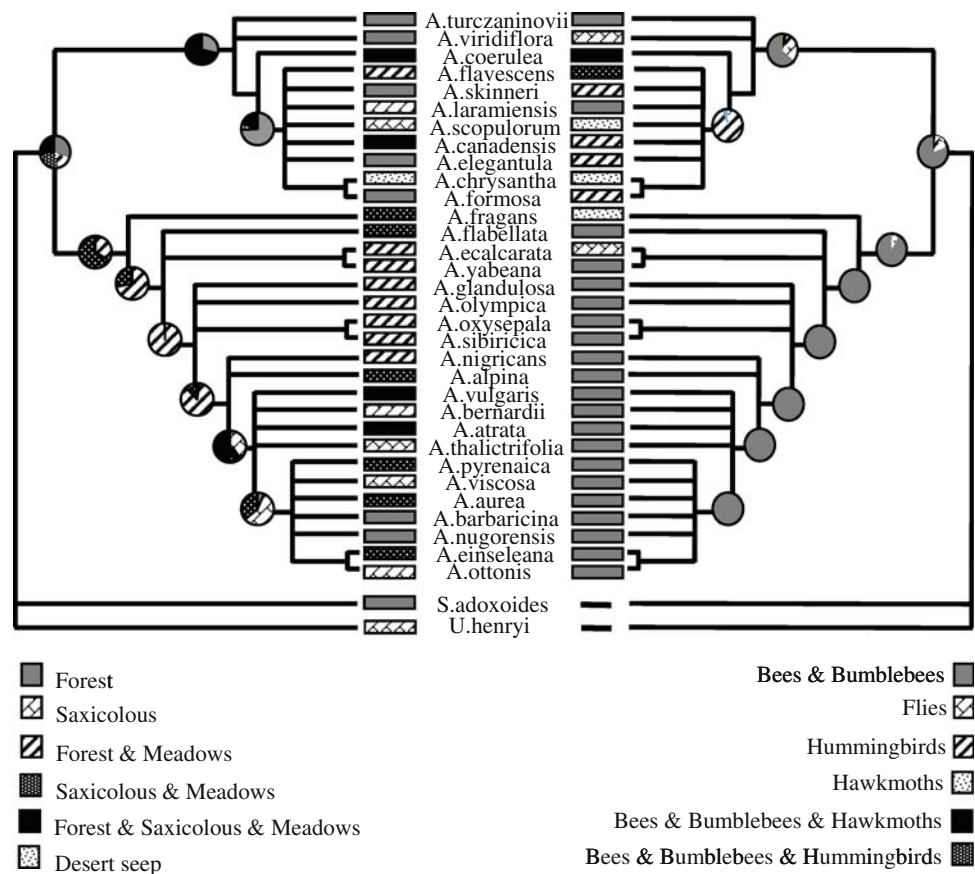 A.turczaninovii
A.viridiflora
A.coerulea
A.flavescens
A.skinneri
A.laramiensis
A.scopulorum
A.canadensis
A.elegantula
A.chrysantha
A.formosa
A.fragans
A.flabellata
A.ecalcarata
A.yabeana
A.glandulosa
A.olympica
A.oxysepala
A.sibiricica
A.nigricans
A.alpina
A.vulgaris
A.bernardii
A.atrata
A.thalictrifolia
A.pyrenaica
A.viscosa
A.aurea
A.barbaricina
A.nugorensis
A.einseleana
A.ottonis
S.adoxoides
U.henryi
Forest
Saxicolous
Forest & Meadows
Saxicolous & Meadows
Forest & Saxicolous & Meadows
Desert seep
Bees & Bumblebees
Flies
Hummingbirds
Hawkmoths
Bees & Bumblebees & Hawkmoths
Bees & Bumblebees & Hummingbirds